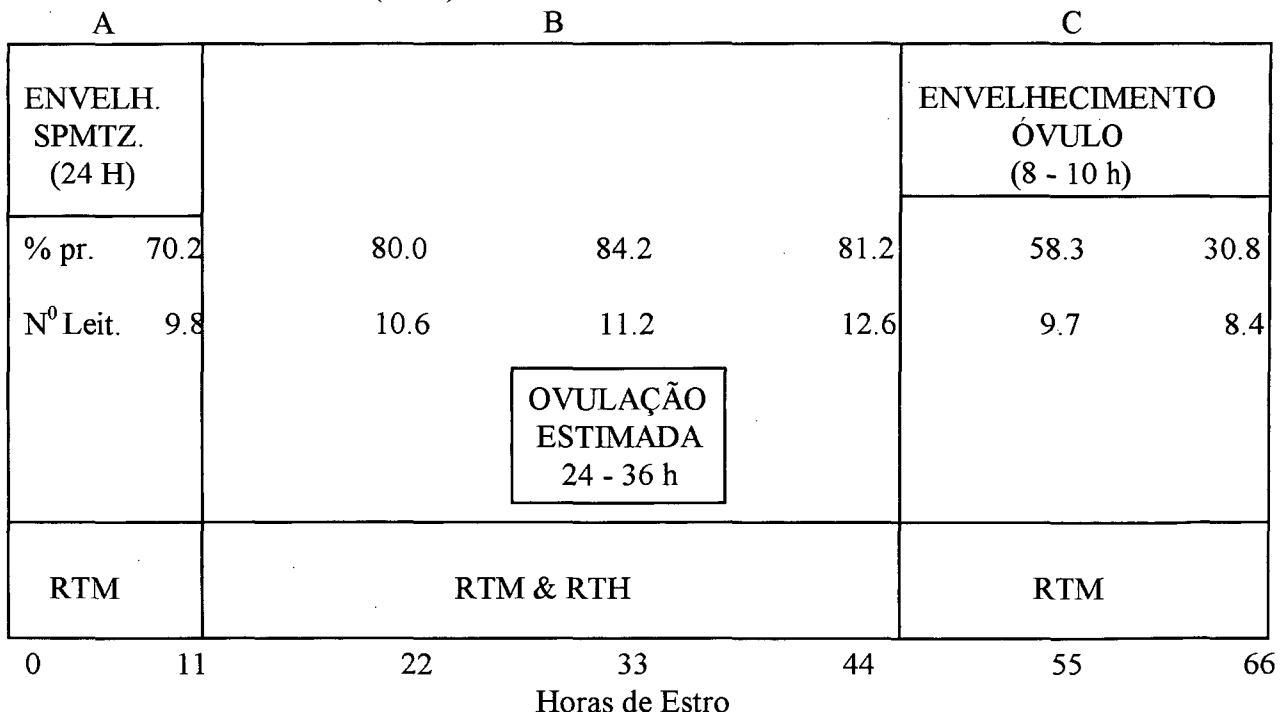 A B C
ENVELH.
SPMTZ.
(24 H)
ENVELHECIMENTO
ÓVULO
(8 - 10 h)
% pr. 70.2 80.0 84.2 81.2 58.3 30.8
Nº Leit. 9.8 10.6 11.2 12.6 9.7 8.4
OVULAÇÃO
ESTIMADA
24 - 36 h
RTM RTM & RTH RTM
0 11 22 33 44 55 66
Horas de Estro